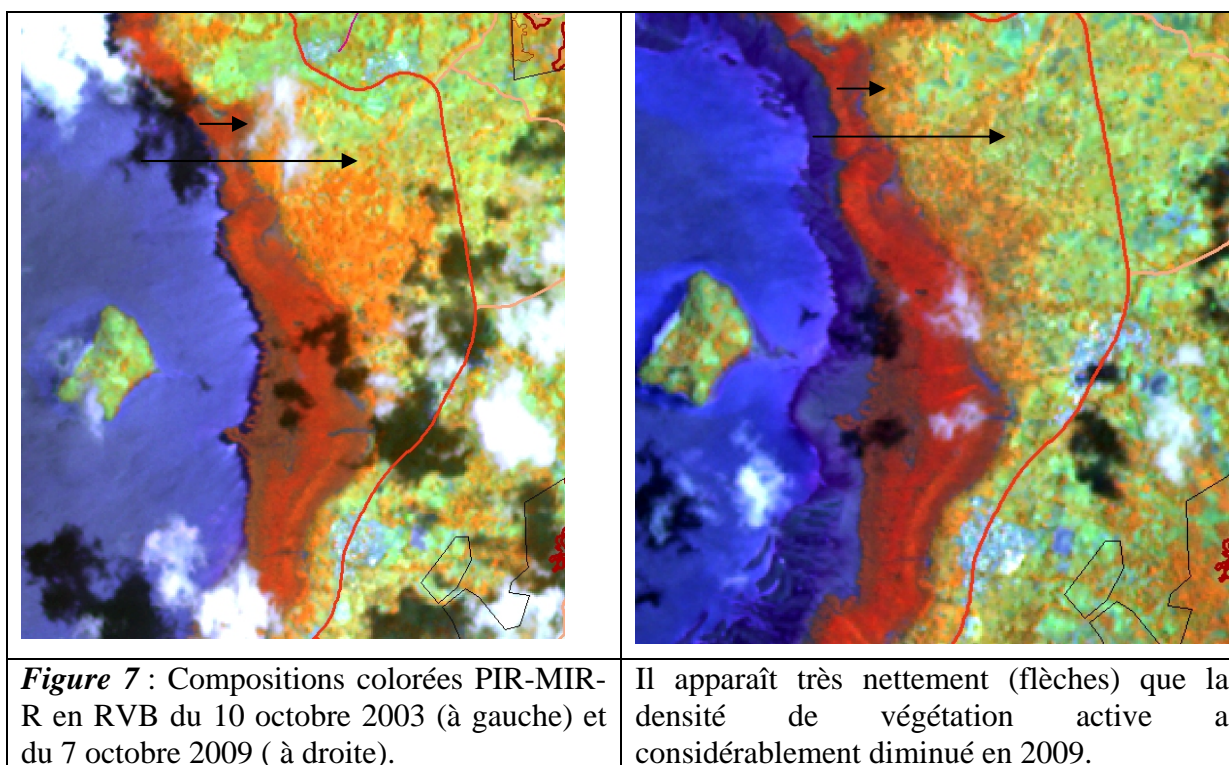 Figure 7 : Compositions colorées PIR-MIR-
R en RVB du 10 octobre 2003 (à gauche) et
du 7 octobre 2009 ( à droite).
Il apparaît très nettement (flèches) que la
densité de végétation active a
considérablement diminué en 2009.